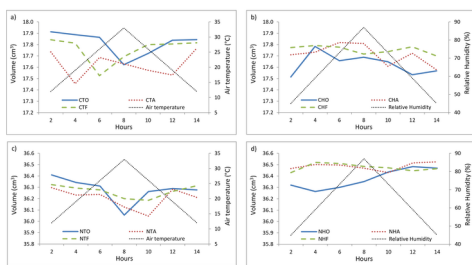 a)
Volume (cm³)
18.0
17.9
17.8
17.7
17.6
17.5
17.4
17.3
17.2
35
30
25
20
15
10
5
Air temperature (°C)
2 4 6 8 10 12 14
Hours
CTO
CTA
CTF
Air temperature
b)
Volume (cm³)
18.0
17.9
17.8
17.7
17.6
17.5
17.4
17.3
17.2
90
80
70
60
50
40
Relative Humidity (%)
2 4 6 8 10 12 14
Hours
CHO
CHA
CHF
Relative Humidity
c)
Volume (cm³)
36.6
36.5
36.4
36.3
36.2
36.1
36.0
35.9
35.8
35
30
25
20
15
10
5
Air temperature (°C)
2 4 6 8 10 12 14
Hours
NTO
NTA
NTF
Air temperature
d)
Volume (cm³)
36.6
36.5
36.4
36.3
36.2
36.1
36.0
35.9
35.8
90
80
70
60
50
40
Relative Humidity (%)
2 4 6 8 10 12 14
Hours
NHO
NHA
NHF
Relative Humidity